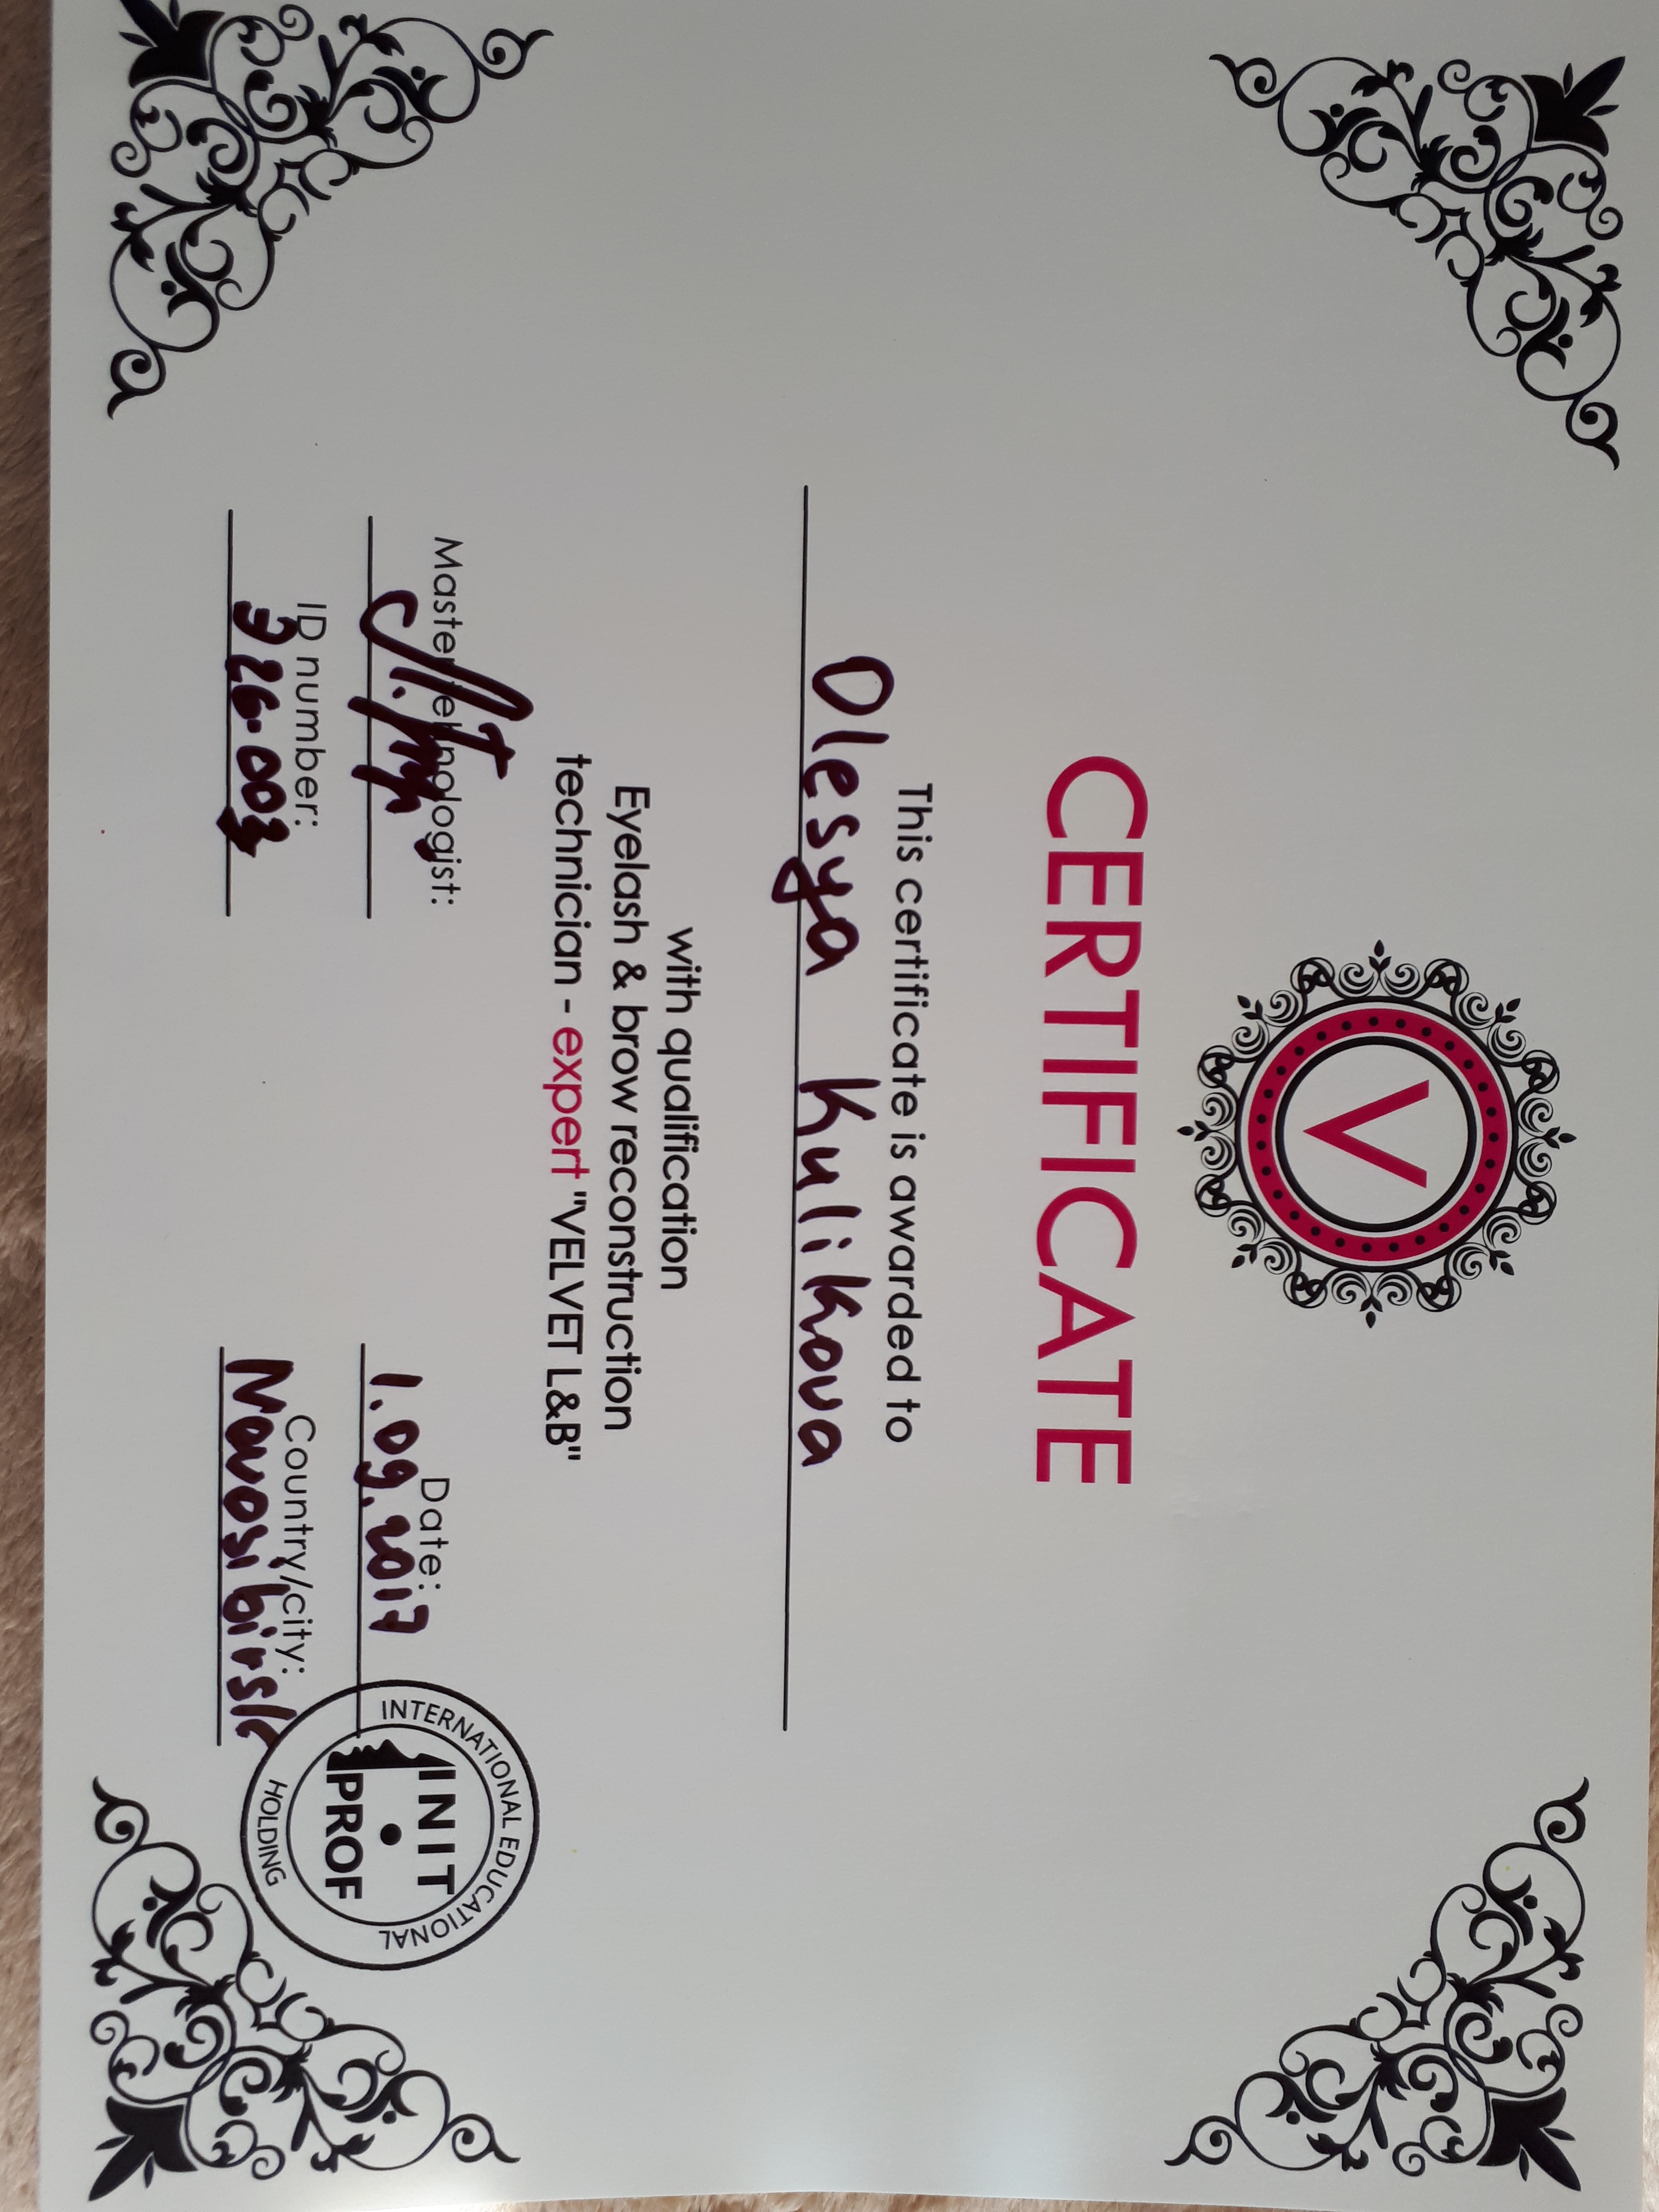 V
CERTIFICATE
This certificate is awarded to
Olesya Kulikova
with qualification
Eyelash & brow reconstruction
technician - expert "VELVET L&B"
Master tehnologist:
ID number:
Date:
1.09.2017
Country/city:
Novosibirsk
INTERNATIONAL EDUCATIONAL
INIT
PROF
HOLDING